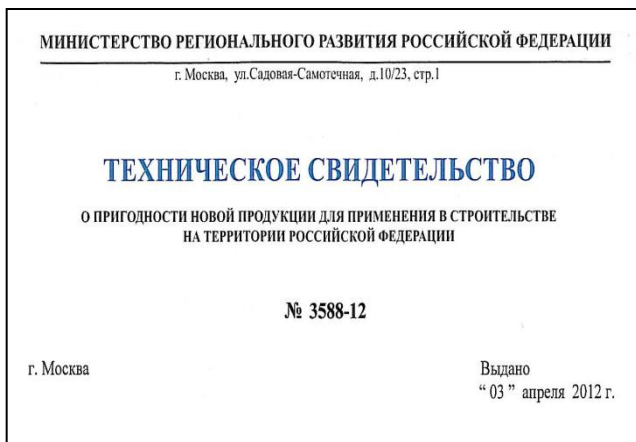 МИНИСТЕРСТВО РЕГИОНАЛЬНОГО РАЗВИТИЯ РОССИЙСКОЙ ФЕДЕРАЦИИ
г. Москва, ул.Садовая-Самотечная, д.10/23, стр.1
ТЕХНИЧЕСКОЕ СВИДЕТЕЛЬСТВО
О ПРИГОДНОСТИ НОВОЙ ПРОДУКЦИИ ДЛЯ ПРИМЕНЕНИЯ В СТРОИТЕЛЬСТВЕ
НА ТЕРРИТОРИИ РОССИЙСКОЙ ФЕДЕРАЦИИ
№ 3588-12
г. Москва
Выдано
“ 03 ” апреля 2012 г.